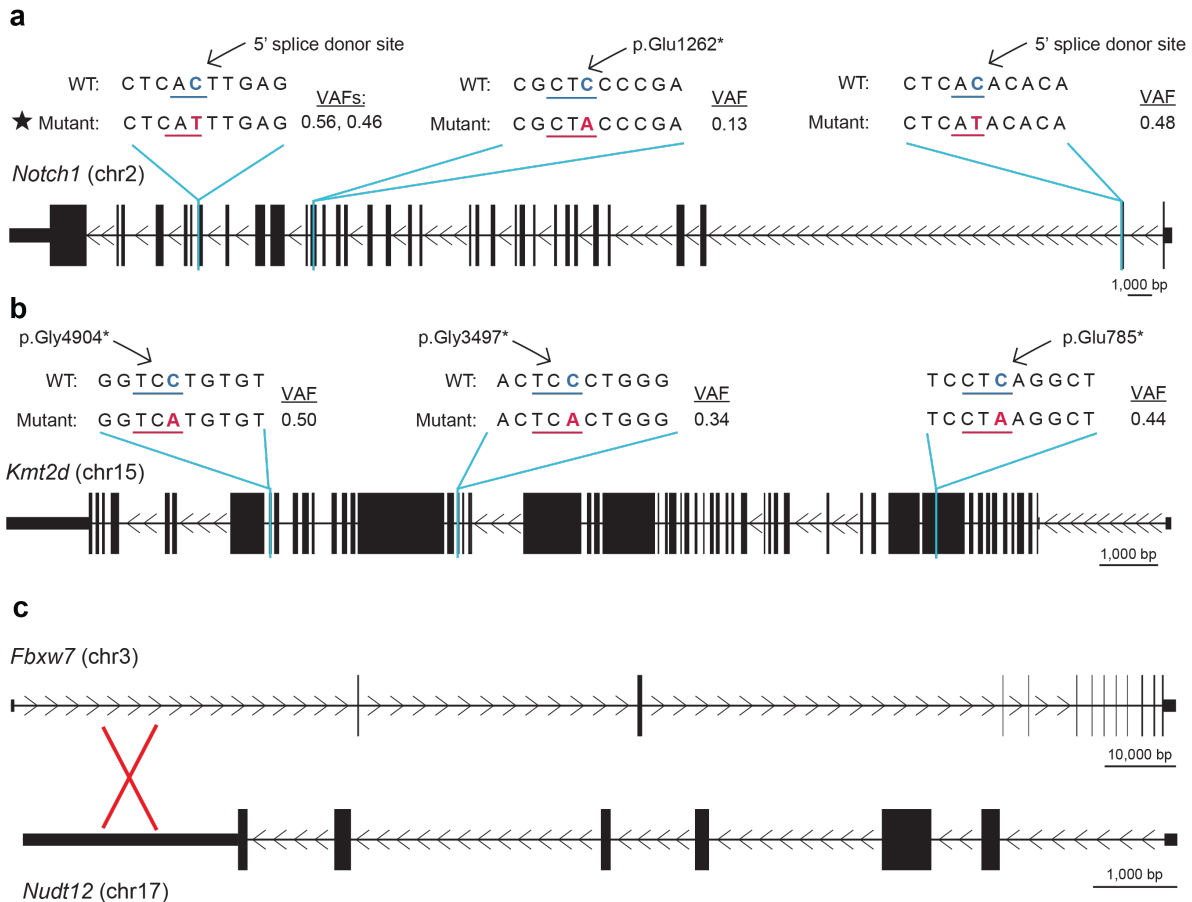 a
5’ splice donor site
p.Glu1262*
5’ splice donor site
WT: CTCACTTGAG
VAFs:
WT: CGCTCCCCGA
VAF
WT: CTCACACACA
VAF
★ Mutant: CTCATTTGAG 0.56, 0.46
Mutant: CGCTACCCGA 0.13
Mutant: CTCATACACA 0.48
Notch1 (chr2)
1,000 bp
b
p.Gly4904*
p.Gly3497*
p.Glu785*
WT: GGTCCTGTGT
VAF
WT: ACTCCCTGGG
VAF
WT: TCCTCAGGCT
VAF
Mutant: GGTCATGTGT 0.50
Mutant: ACTCACTGGG 0.34
Mutant: TCCTAAGGCT 0.44
Kmt2d (chr15)
1,000 bp
c
Fbxw7 (chr3)
10,000 bp
1,000 bp
Nudt12 (chr17)